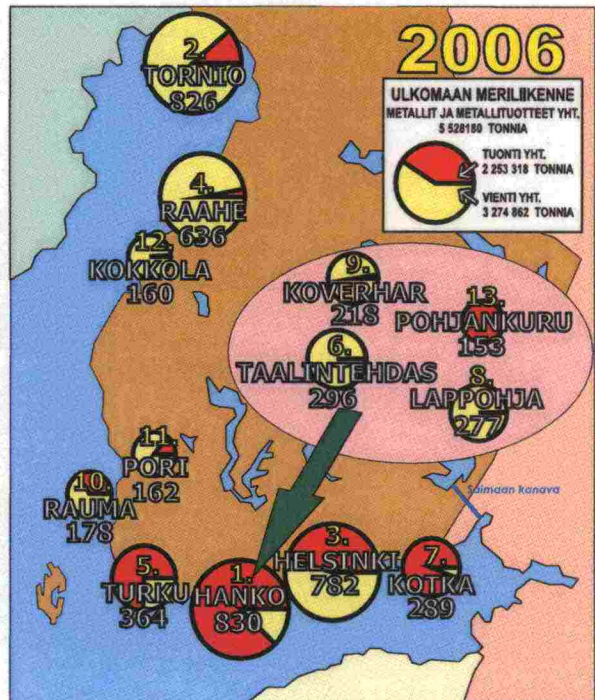 2006
ULKOMAAN MERILIIKENNE
METALLIT JA METALLITUOTTEET YHT.
5 528180 TONNIA
TUONTI YHT.
2 253 318 TONNIA
VIENTI YHT.
3 274 862 TONNIA
2.
TORNIO
826
4.
RAAHE
636
12.
KOKKOLA
160
9.
KOVERHAR
218
13.
POHJANKURU
153
6.
TAALINTEHDAS
296
8.
LAPPOHJA
277
11.
PORI
162
10.
RAUMA
178
Saimaan kanava
5.
TURKU
364
1.
HANKO
830
3.
HELSINKI
782
7.
KOTKA
289